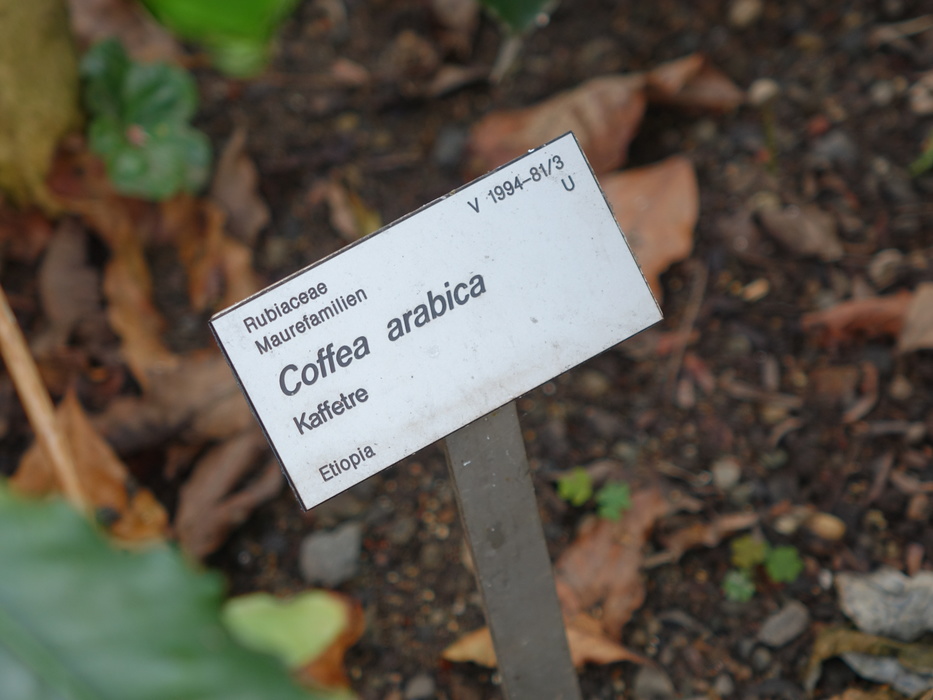 V 1994–81/3
U
Rubiaceae
Maurefamilien
Coffea arabica
Kaffetre
Etiopia